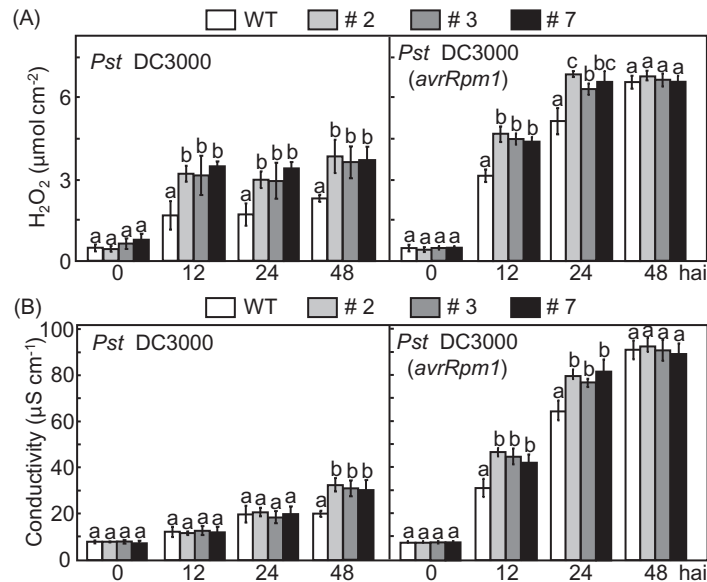 (A) WT # 2 # 3 # 7
Pst DC3000
Pst DC3000
(avrRpm1)
H₂O₂ (µmol cm⁻²)
6
3
0
a a a a
a b b b
a b b b
a b b b
a a a a
a b b b
a c b bc
a a a a
0 12 24 48 0 12 24 48 hai
(B) WT # 2 # 3 # 7
Pst DC3000
Pst DC3000
(avrRpm1)
Conductivity (µS cm⁻¹)
100
80
60
40
20
0
a a a a
a a a a
a a a a
a b b b
a a a a
a b b b
a b b b
a a a a
0 12 24 48 0 12 24 48 hai